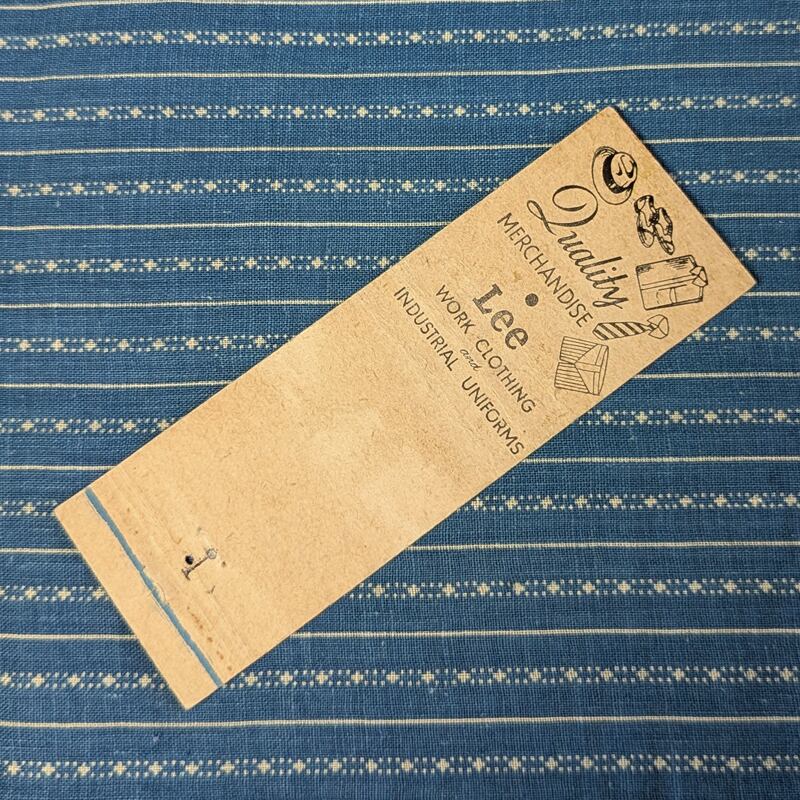 Quality
MERCHANDISE
•
Lee
WORK CLOTHING
and
INDUSTRIAL UNIFORMS